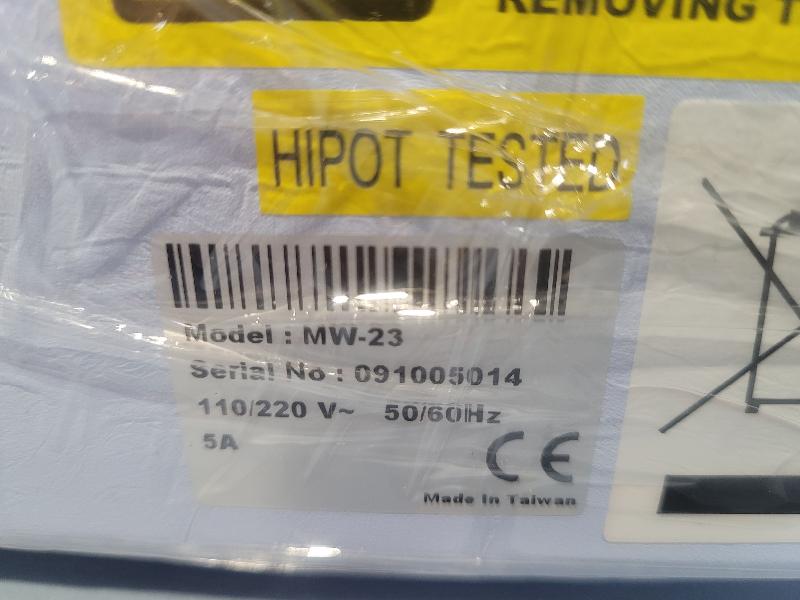 REMOVING T
HIPOT TESTED
Model : MW-23
Serial No : 091005014
110/220 V~ 50/60Hz
5A
CE
Made In Taiwan